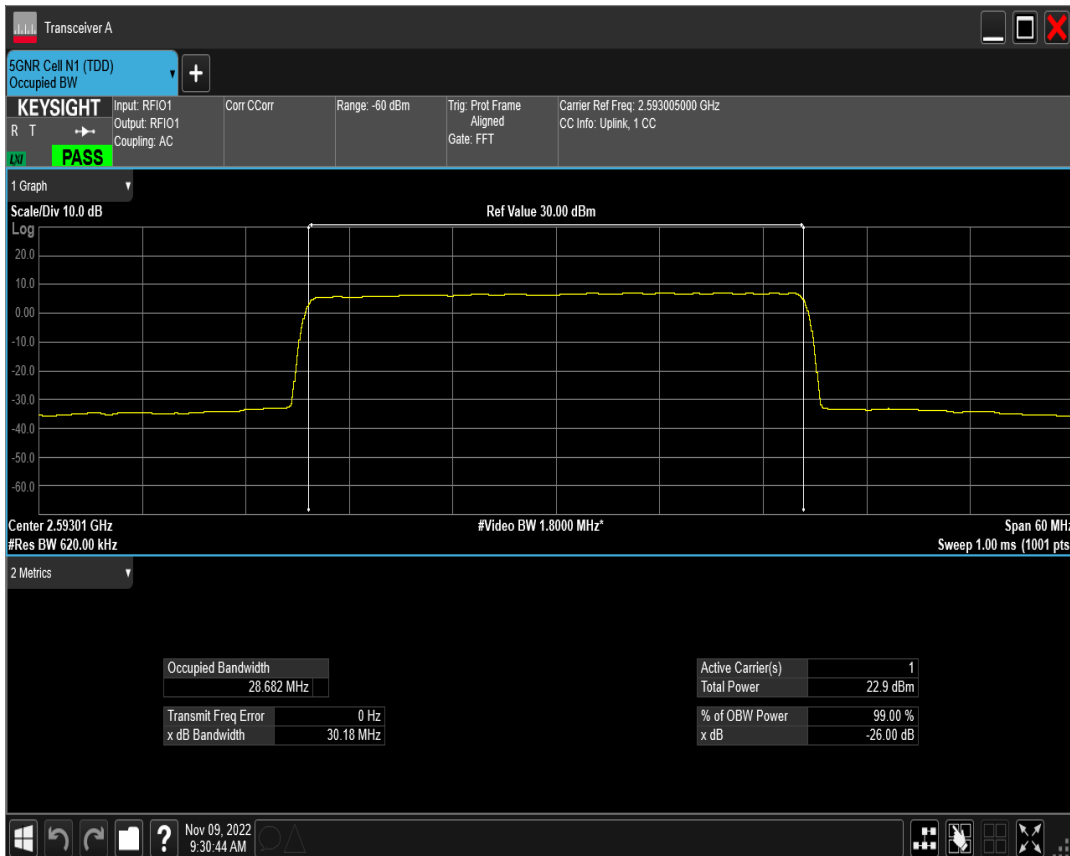 Transceiver A
5GNR Cell N1 (TDD)
Occupied BW
+
KEYSIGHT
R T
LXI
PASS
Input: RFIO1
Output: RFIO1
Coupling: AC
Corr CCorr
Range: -60 dBm
Trig: Prot Frame
Aligned
Gate: FFT
Carrier Ref Freq: 2.593005000 GHz
CC Info: Uplink, 1 CC
1 Graph
Scale/Div 10.0 dB
Ref Value 30.00 dBm
Log
20.0
10.0
0.00
-10.0
-20.0
-30.0
-40.0
-50.0
-60.0
Center 2.59301 GHz
#Video BW 1.8000 MHz*
Span 60 MHz
#Res BW 620.00 kHz
Sweep 1.00 ms (1001 pts
2 Metrics
Occupied Bandwidth
28.682 MHz
Transmit Freq Error 0 Hz
x dB Bandwidth 30.18 MHz
Active Carrier(s) 1
Total Power 22.9 dBm
% of OBW Power 99.00 %
x dB -26.00 dB
?
Nov 09, 2022
9:30:44 AM